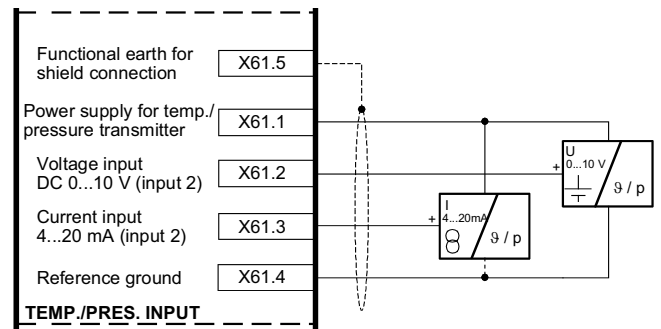 Functional earth for
shield connection
X61.5
Power supply for temp./
pressure transmitter
X61.1
Voltage input
DC 0...10 V (input 2)
X61.2
Current input
4...20 mA (input 2)
X61.3
Reference ground
X61.4
TEMP./PRES. INPUT
+
I
4...20mA
ϑ / p
+
U
0...10 V
ϑ / p